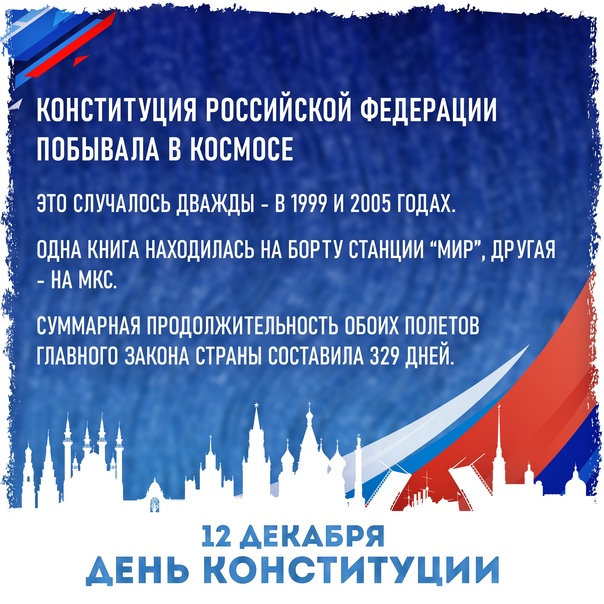 КОНСТИТУЦИЯ РОССИЙСКОЙ ФЕДЕРАЦИИ
ПОБЫВАЛА В КОСМОСЕ
ЭТО СЛУЧАЛОСЬ ДВАЖДЫ - В 1999 И 2005 ГОДАХ.
ОДНА КНИГА НАХОДИЛАСЬ НА БОРТУ СТАНЦИИ “МИР”, ДРУГАЯ
- НА МКС.
СУММАРНАЯ ПРОДОЛЖИТЕЛЬНОСТЬ ОБОИХ ПОЛЕТОВ
ГЛАВНОГО ЗАКОНА СТРАНЫ СОСТАВИЛА 329 ДНЕЙ.
12 ДЕКАБРЯ
ДЕНЬ КОНСТИТУЦИИ